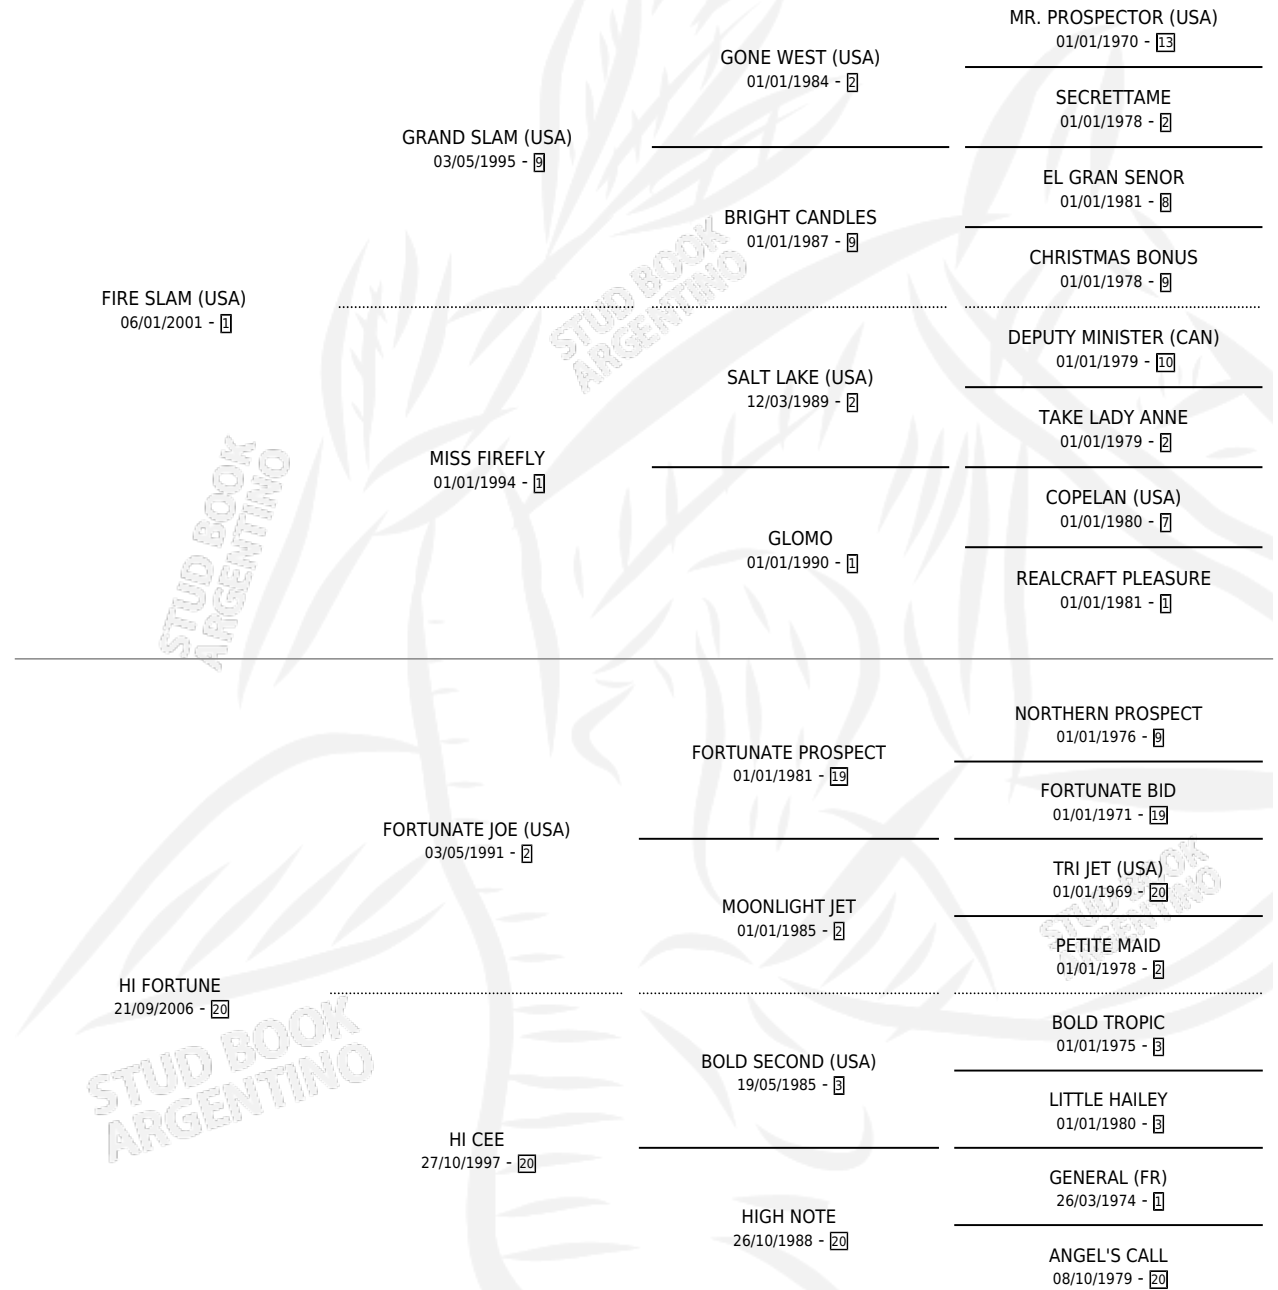 MR. PROSPECTOR (USA)
01/01/1970 - 13
GONE WEST (USA)
01/01/1984 - 2
SECRETTAME
01/01/1978 - 2
GRAND SLAM (USA)
03/05/1995 - 9
EL GRAN SENOR
01/01/1981 - 8
BRIGHT CANDLES
01/01/1987 - 9
CHRISTMAS BONUS
01/01/1978 - 9
FIRE SLAM (USA)
06/01/2001 - 1
STUD BOOK
ARGENTINO
DEPUTY MINISTER (CAN)
01/01/1979 - 10
SALT LAKE (USA)
12/03/1989 - 2
TAKE LADY ANNE
01/01/1979 - 2
MISS FIREFLY
01/01/1994 - 1
COPELAN (USA)
01/01/1980 - 7
GLOMO
01/01/1990 - 1
REALCRAFT PLEASURE
01/01/1981 - 1
STUD BOOK
ARGENTINO
NORTHERN PROSPECT
01/01/1976 - 9
FORTUNATE PROSPECT
01/01/1981 - 19
FORTUNATE BID
01/01/1971 - 19
FORTUNATE JOE (USA)
03/05/1991 - 2
TRI JET (USA)
01/01/1969 - 20
MOONLIGHT JET
01/01/1985 - 2
STUD BOOK
ARGENTINO
PETITE MAID
01/01/1978 - 2
HI FORTUNE
21/09/2006 - 20
STUD BOOK
ARGENTINO
BOLD TROPIC
01/01/1975 - 3
BOLD SECOND (USA)
19/05/1985 - 3
LITTLE HAILEY
01/01/1980 - 3
HI CEE
27/10/1997 - 20
GENERAL (FR)
26/03/1974 - 1
HIGH NOTE
26/10/1988 - 20
ANGEL'S CALL
08/10/1979 - 20